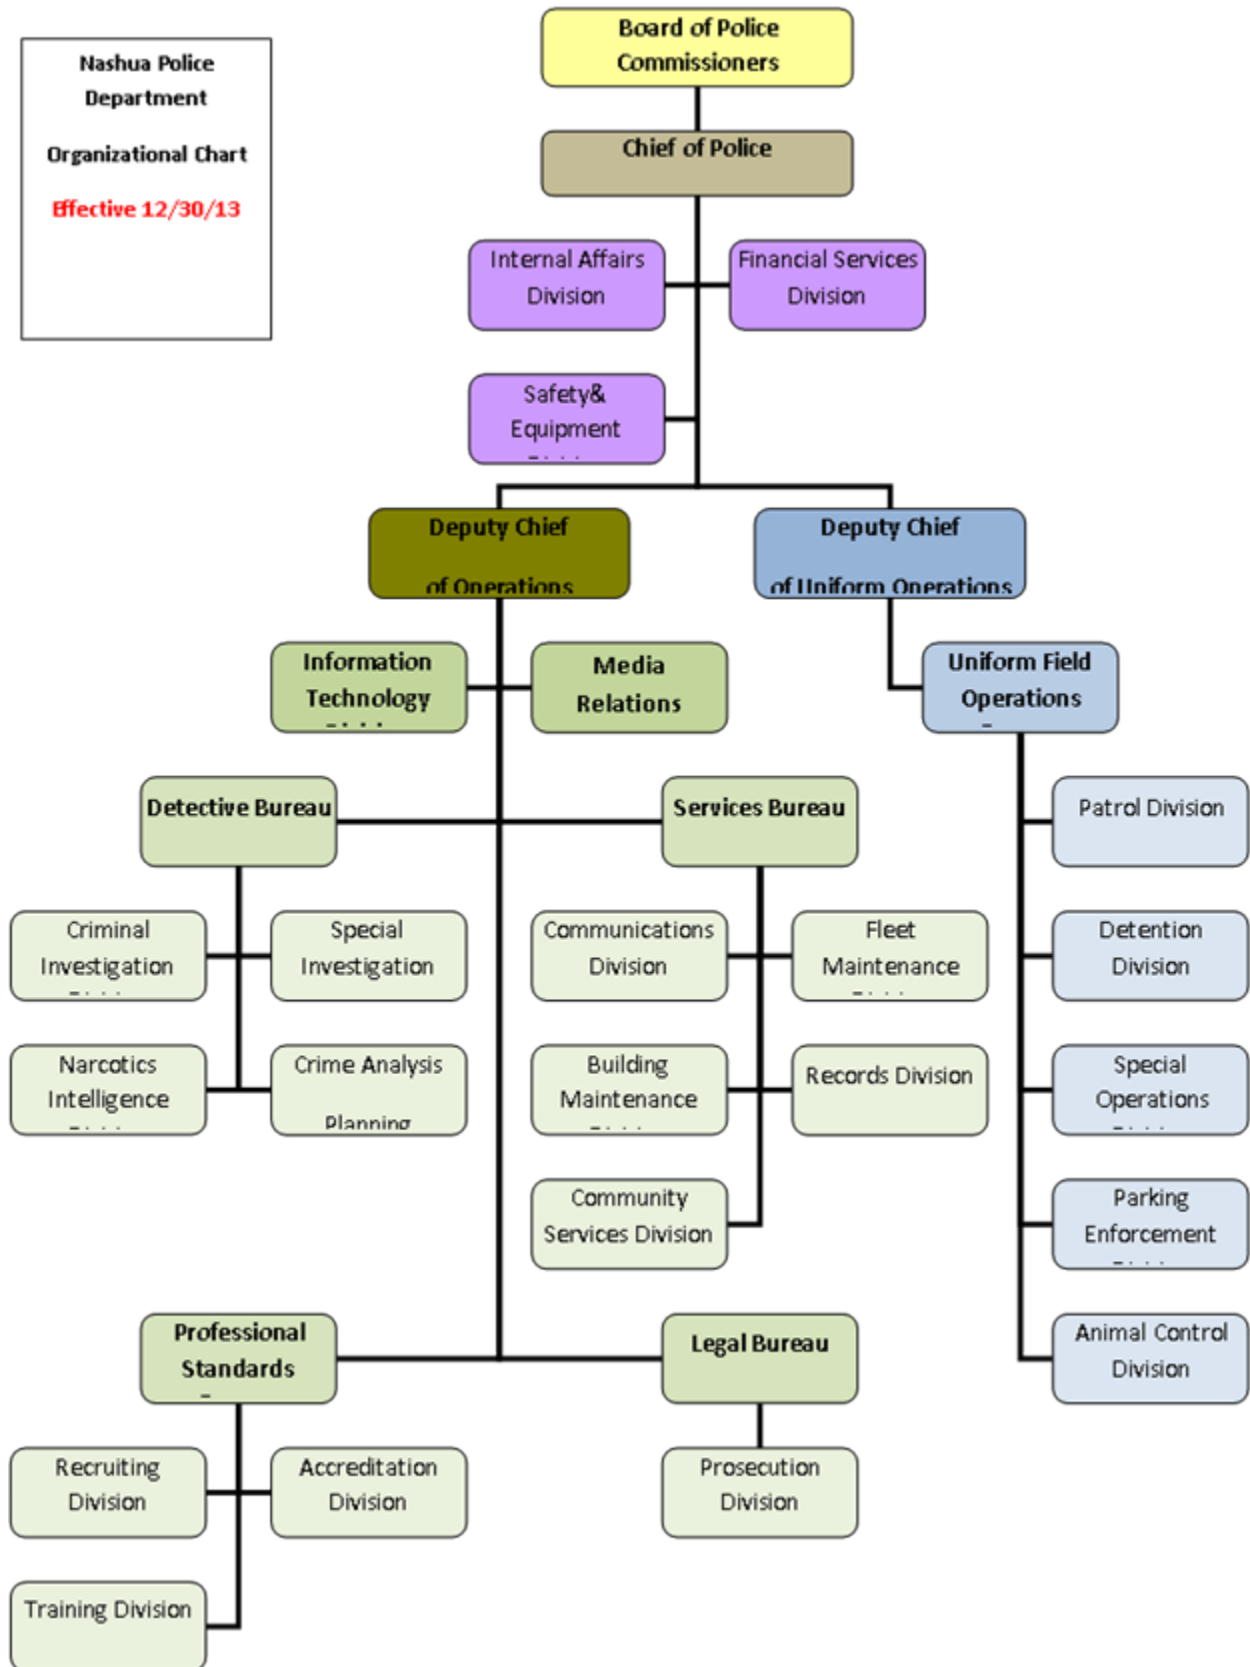 Nashua Police
Department
Organizational Chart
Effective 12/30/13
Board of Police
Commissioners
Chief of Police
Internal Affairs
Division
Financial Services
Division
Safety&
Equipment
Deputy Chief
of Operations
Deputy Chief
of Uniform Operations
Information
Technology
Media
Relations
Uniform Field
Operations
Detective Bureau
Services Bureau
Patrol Division
Criminal
Investigation
Special
Investigation
Communications
Division
Fleet
Maintenance
Detention
Division
Narcotics
Intelligence
Crime Analysis
Planning
Building
Maintenance
Records Division
Special
Operations
Community
Services Division
Parking
Enforcement
Professional
Standards
Legal Bureau
Animal Control
Division
Recruiting
Division
Accreditation
Division
Prosecution
Division
Training Division